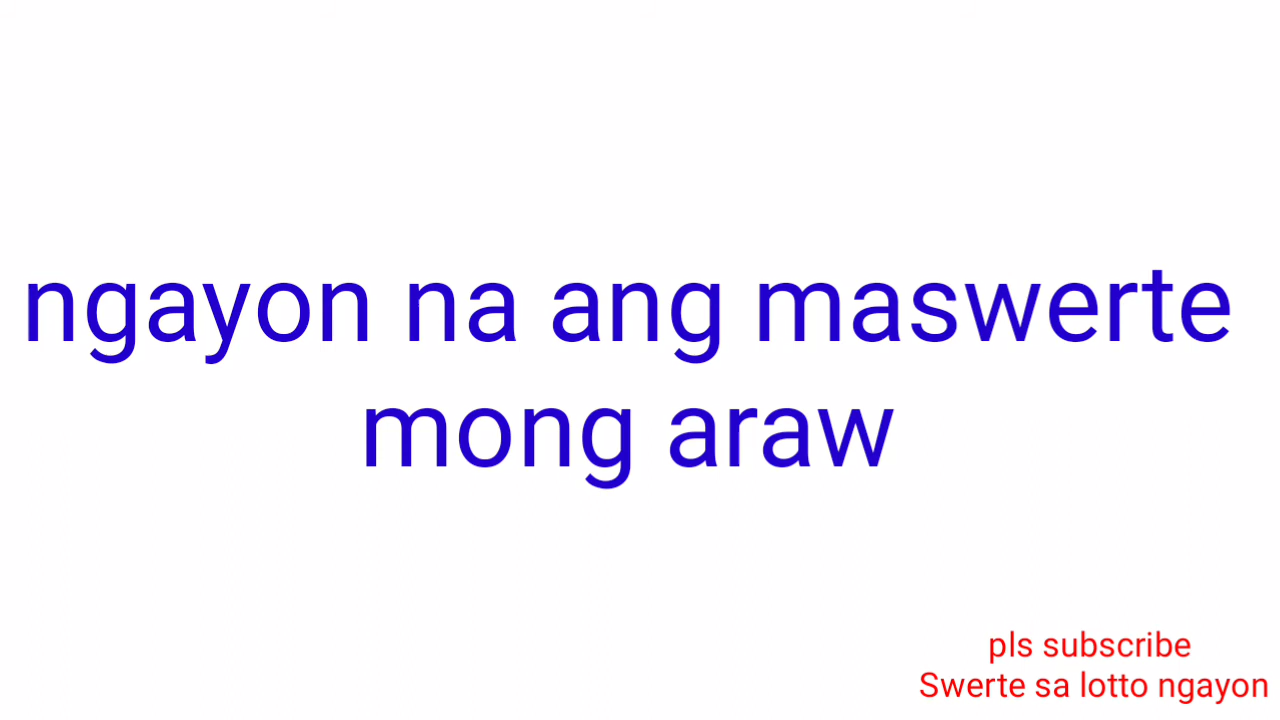 ngayon na ang maswerte
mong araw
pls subscribe
Swerte sa lotto ngayon